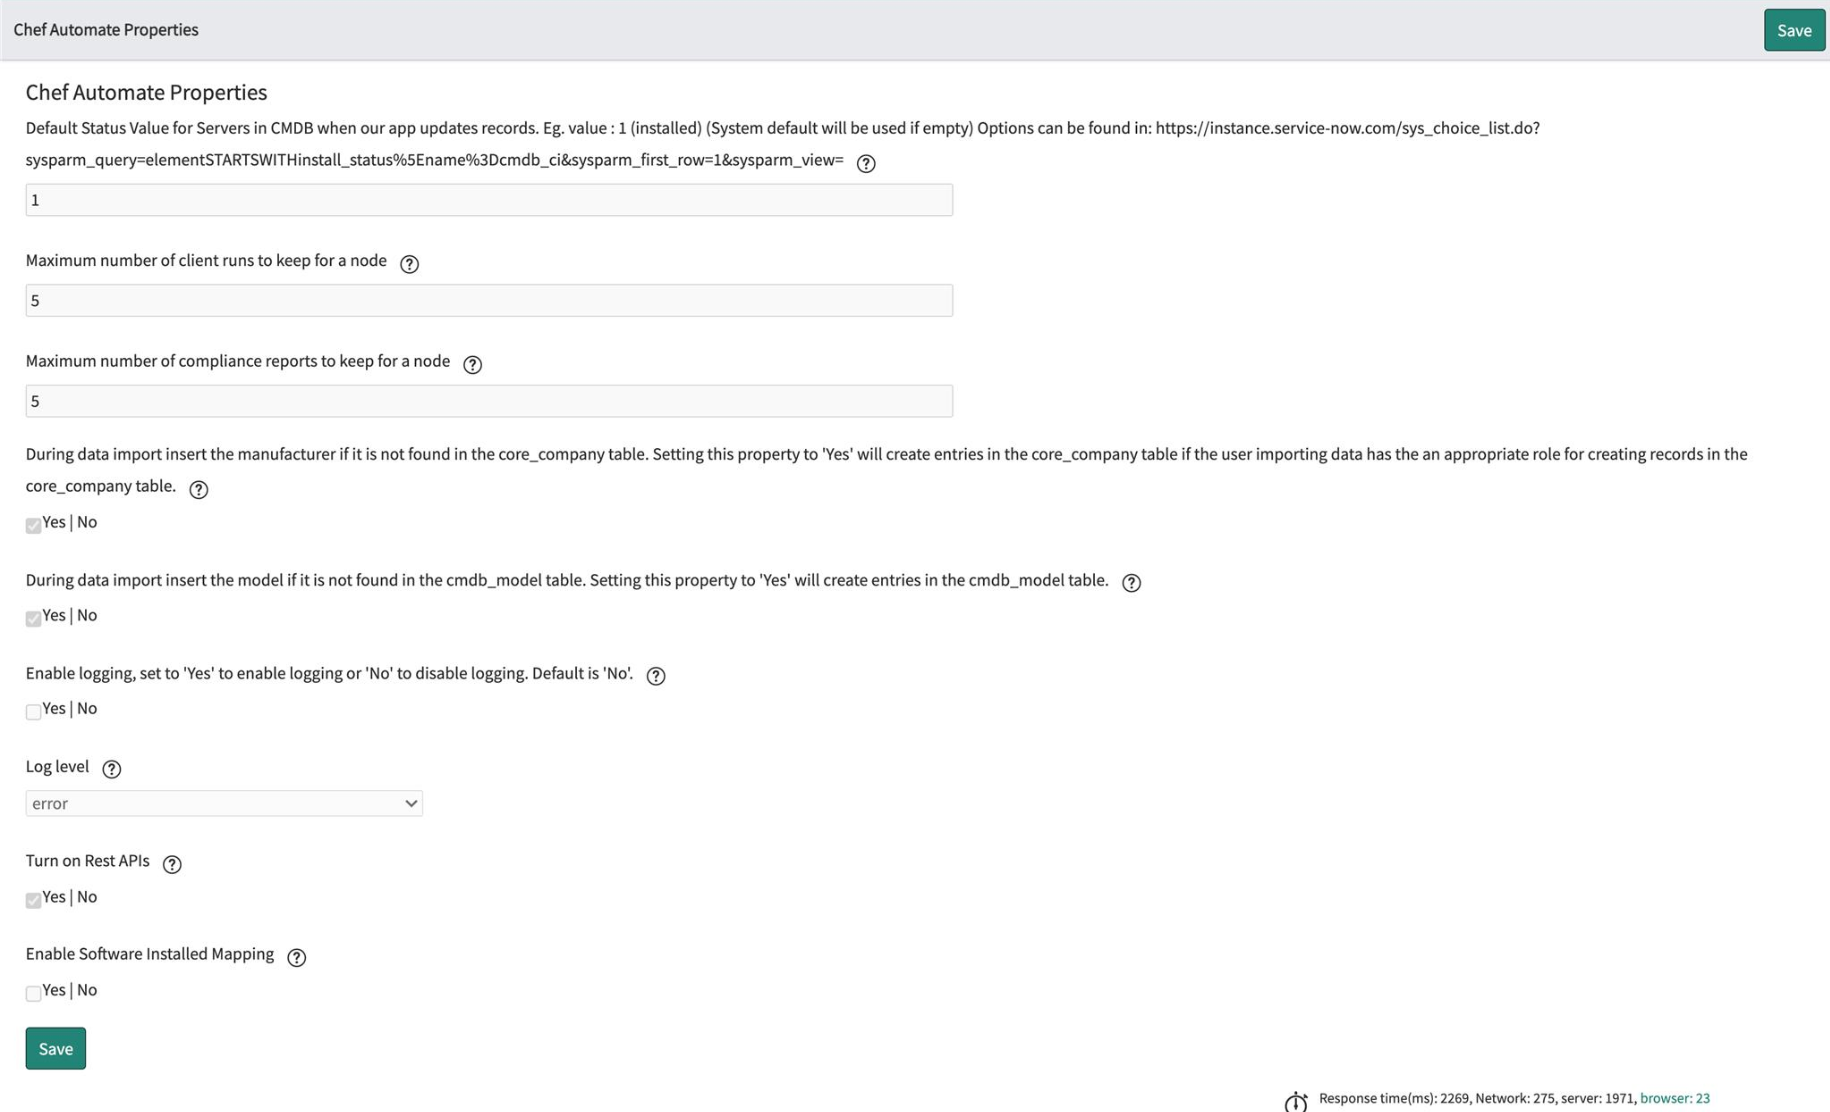 Chef Automate Properties
Save
Chef Automate Properties
Default Status Value for Servers in CMDB when our app updates records. Eg. value : 1 (installed) (System default will be used if empty) Options can be found in: https://instance.service-now.com/sys_choice_list.do?
sysparm_query=elementSTARTSWITHinstall_status%5Ename%3Dcmdb_ci&sysparm_first_row=1&sysparm_view=
1
Maximum number of client runs to keep for a node
5
Maximum number of compliance reports to keep for a node
5
During data import insert the manufacturer if it is not found in the core_company table. Setting this property to 'Yes' will create entries in the core_company table if the user importing data has the an appropriate role for creating records in the
core_company table.
Yes | No
During data import insert the model if it is not found in the cmdb_model table. Setting this property to 'Yes' will create entries in the cmdb_model table.
Yes | No
Enable logging, set to 'Yes' to enable logging or 'No' to disable logging. Default is 'No'.
Yes | No
Log level
error
Turn on Rest APIs
Yes | No
Enable Software Installed Mapping
Yes | No
Save
Response time(ms): 2269, Network: 275, server: 1971, browser: 23